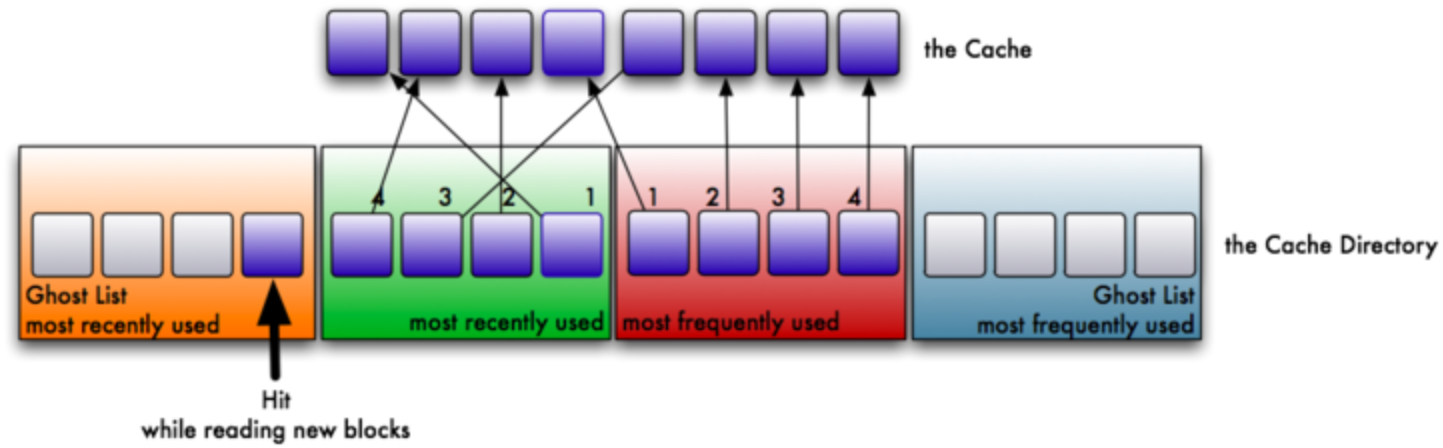 the Cache
4 3 2 1 1 2 3 4
the Cache Directory
Ghost List
most recently used
most recently used
most frequently used
Ghost List
most frequently used
Hit
while reading new blocks